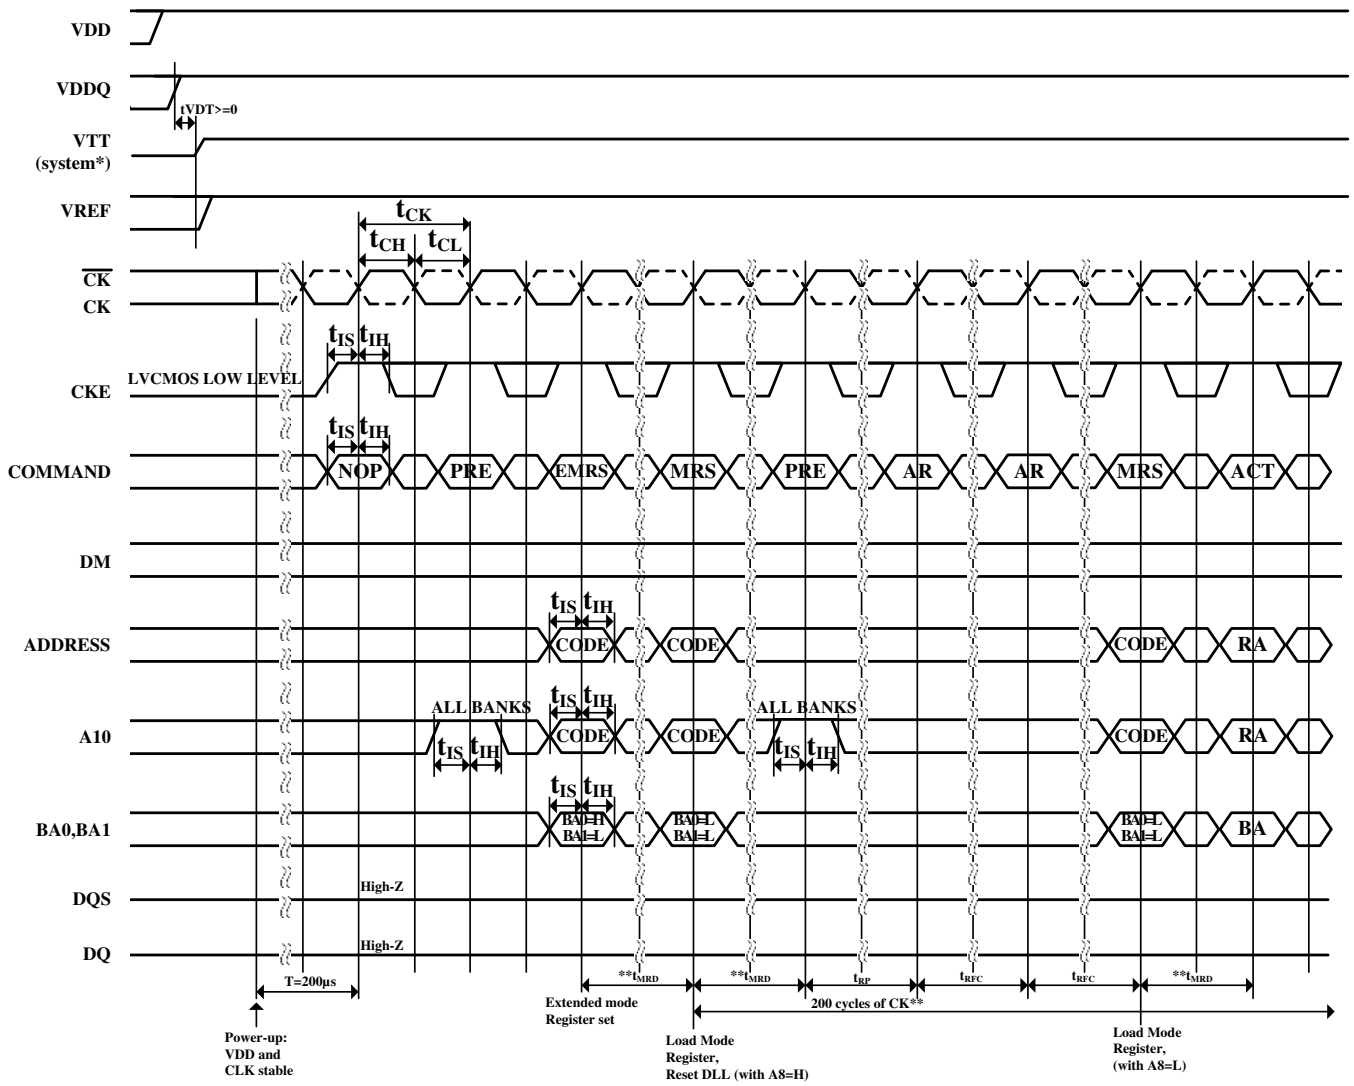 VDD
VDDQ
tVDT>=0
VTT
(system*)
VREF
tCK
tCH
tCL
CK
CK
tIS
tIH
LVCMOS LOW LEVEL
CKE
tIS
tIH
COMMAND
NOP
PRE
EMRS
MRS
PRE
AR
AR
MRS
ACT
DM
tIS
tIH
ADDRESS
CODE
CODE
CODE
RA
ALL BANKS
tIS
tIH
ALL BANKS
A10
CODE
CODE
CODE
RA
tIS
tIH
tIS
tIH
tIS
tIH
BA0,BA1
BA0=H
BA1=L
BA0=L
BA1=L
BA0=L
BA1=L
BA
High-Z
DQS
High-Z
DQ
T=200µs
**tMRD
**tMRD
tRP
tRFC
tRFC
**tMRD
200 cycles of CK**
Extended mode
Register set
Power-up:
VDD and
CLK stable
Load Mode
Register,
Reset DLL (with A8=H)
Load Mode
Register,
(with A8=L)